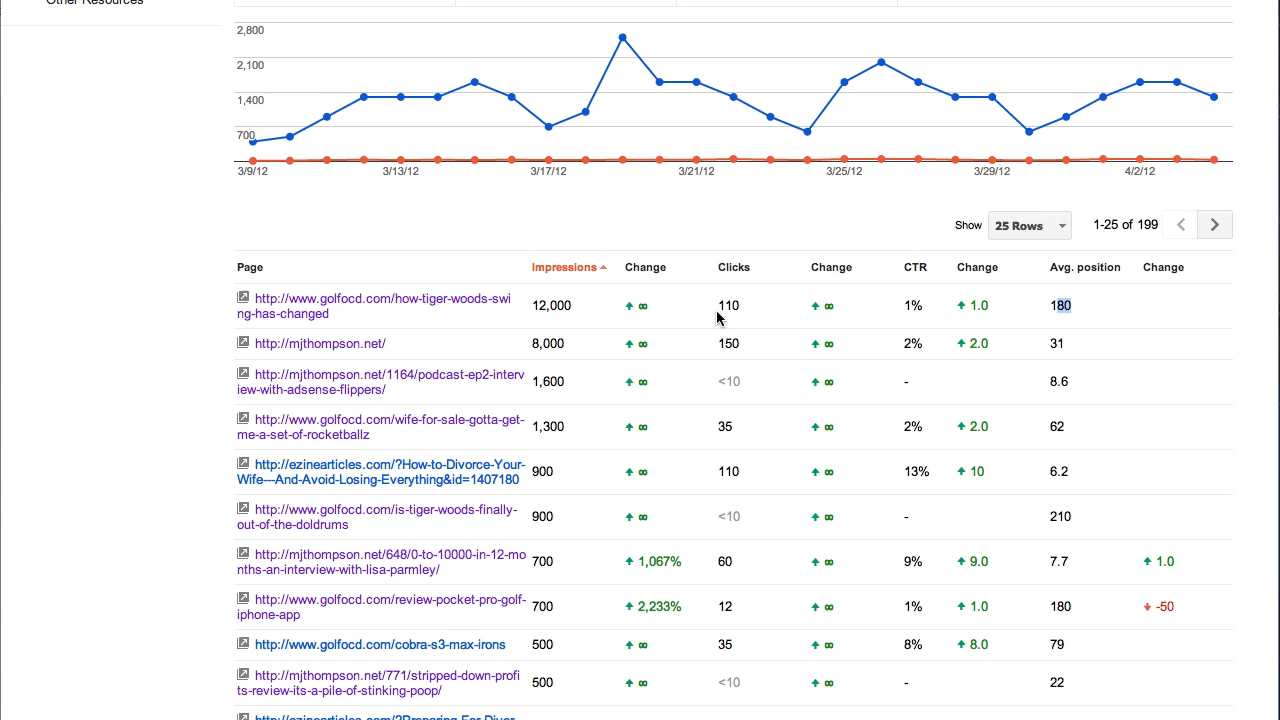 Other Resources
2,800
2,100
1,400
700
3/9/12 3/13/12 3/17/12 3/21/12 3/25/12 3/29/12 4/2/12
Show 25 Rows 1-25 of 199
Page Impressions Change Clicks Change CTR Change Avg. position Change
http://www.golfocd.com/how-tiger-woods-swi
ng-has-changed
12,000 ∞ 110 ∞ 1% 1.0 180
http://mjthompson.net/ 8,000 ∞ 150 ∞ 2% 2.0 31
http://mjthompson.net/1164/podcast-ep2-interv
iew-with-adsense-flippers/
1,600 ∞ <10 ∞ - 8.6
http://www.golfocd.com/wife-for-sale-gotta-get-
me-a-set-of-rocketballz
1,300 ∞ 35 ∞ 2% 2.0 62
http://ezinearticles.com/?How-to-Divorce-Your-
Wife---And-Avoid-Losing-Everything&id=1407180
900 ∞ 110 ∞ 13% 10 6.2
http://www.golfocd.com/is-tiger-woods-finally-
out-of-the-doldrums
900 ∞ <10 ∞ - 210
http://mjthompson.net/648/0-to-10000-in-12-mo
nths-an-interview-with-lisa-parmley/
700 1,067% 60 ∞ 9% 9.0 7.7 1.0
http://www.golfocd.com/review-pocket-pro-golf-
iphone-app
700 2,233% 12 ∞ 1% 1.0 180 -50
http://www.golfocd.com/cobra-s3-max-irons 500 ∞ 35 ∞ 8% 8.0 79
http://mjthompson.net/771/stripped-down-profi
ts-review-its-a-pile-of-stinking-poop/
500 ∞ <10 ∞ - 22